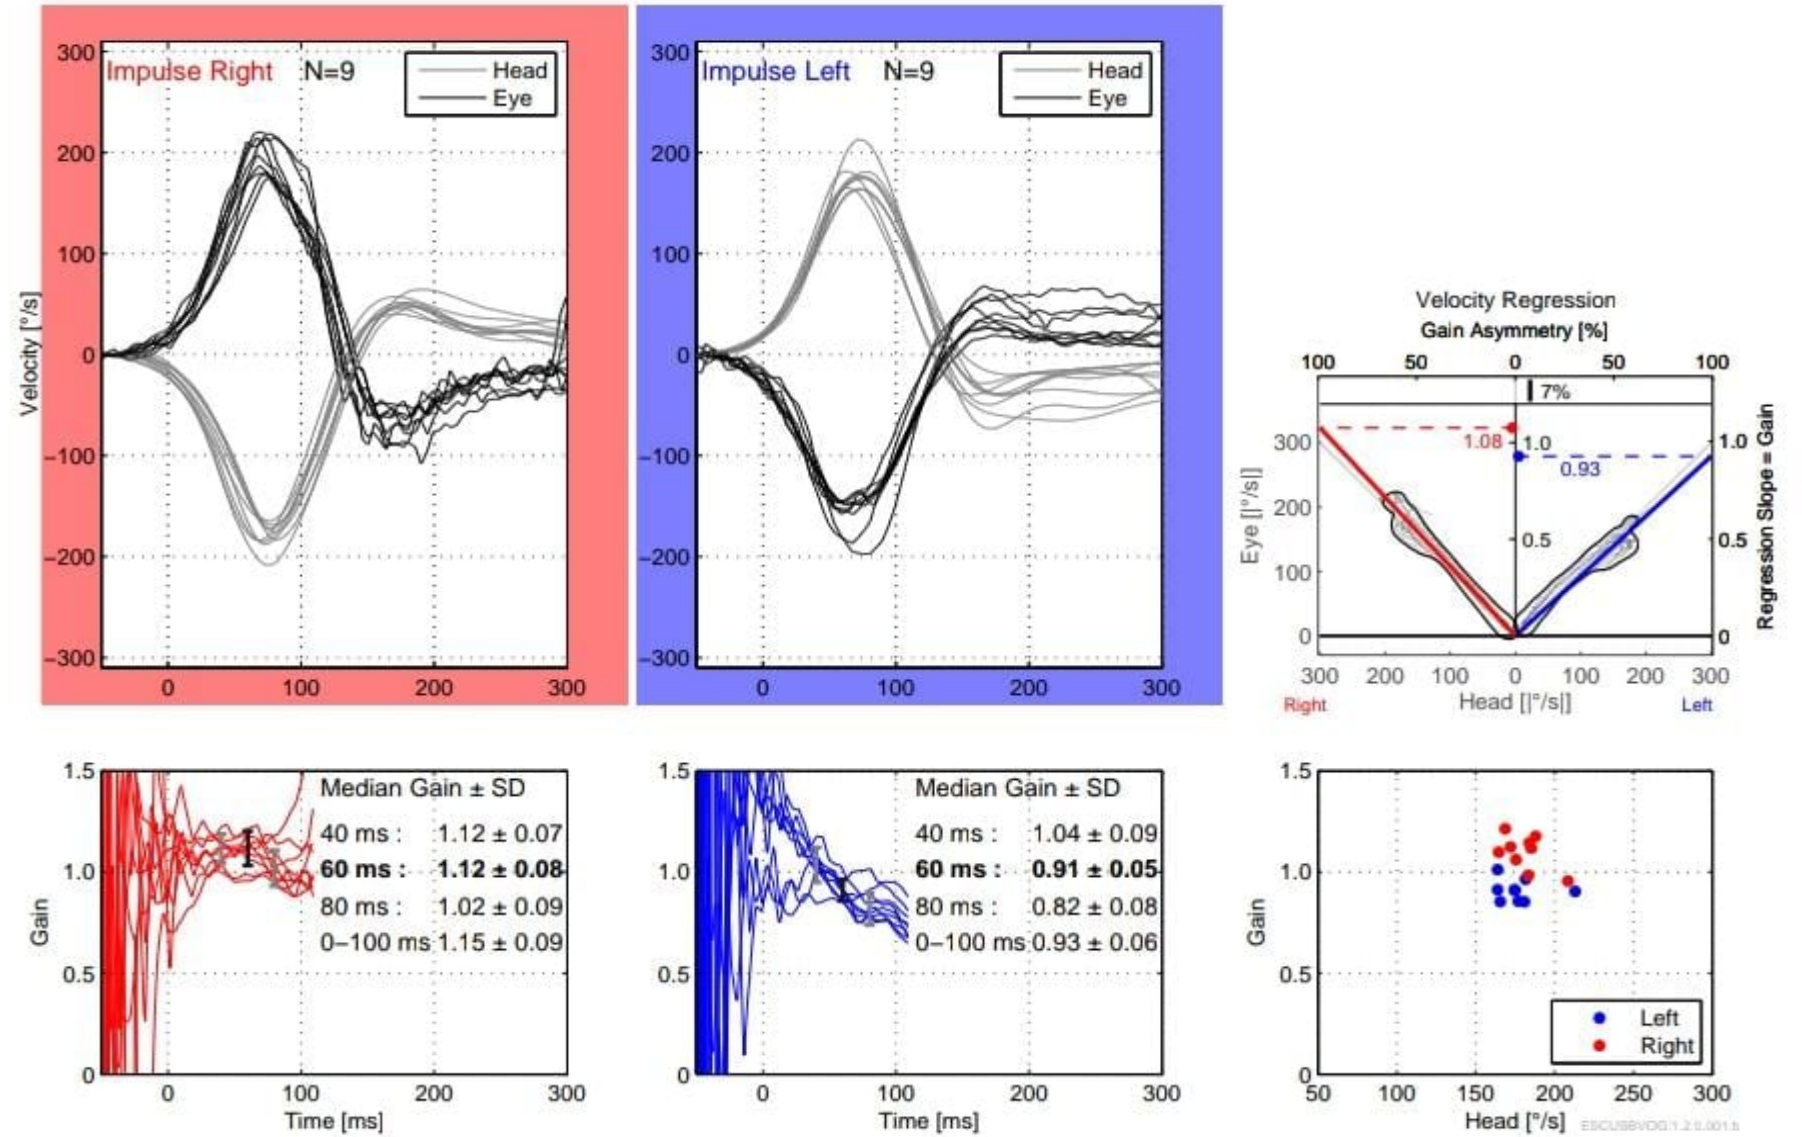 Impulse Right N=9
Head
Eye
300
200
100
0
−100
−200
−300
Velocity [°/s]
0 100 200 300
Impulse Left N=9
Head
Eye
300
200
100
0
−100
−200
−300
0 100 200 300
Velocity Regression
Gain Asymmetry [%]
100 50 0 50 100
7%
1.08
1.0
0.93
0.5
300
200
100
0
Eye [|°/s|]
1.0
0.5
0
Regression Slope = Gain
300 200 100 0 100 200 300
Right Head [|°/s|] Left
Median Gain ± SD
40 ms : 1.12 ± 0.07
60 ms : 1.12 ± 0.08
80 ms : 1.02 ± 0.09
0−100 ms 1.15 ± 0.09
1.5
1.0
0.5
0
Gain
0 100 200 300
Time [ms]
Median Gain ± SD
40 ms : 1.04 ± 0.09
60 ms : 0.91 ± 0.05
80 ms : 0.82 ± 0.08
0−100 ms 0.93 ± 0.06
1.5
1.0
0.5
0
0 100 200 300
Time [ms]
1.5
1.0
0.5
0
Gain
Left
Right
50 100 150 200 250 300
Head [°/s]